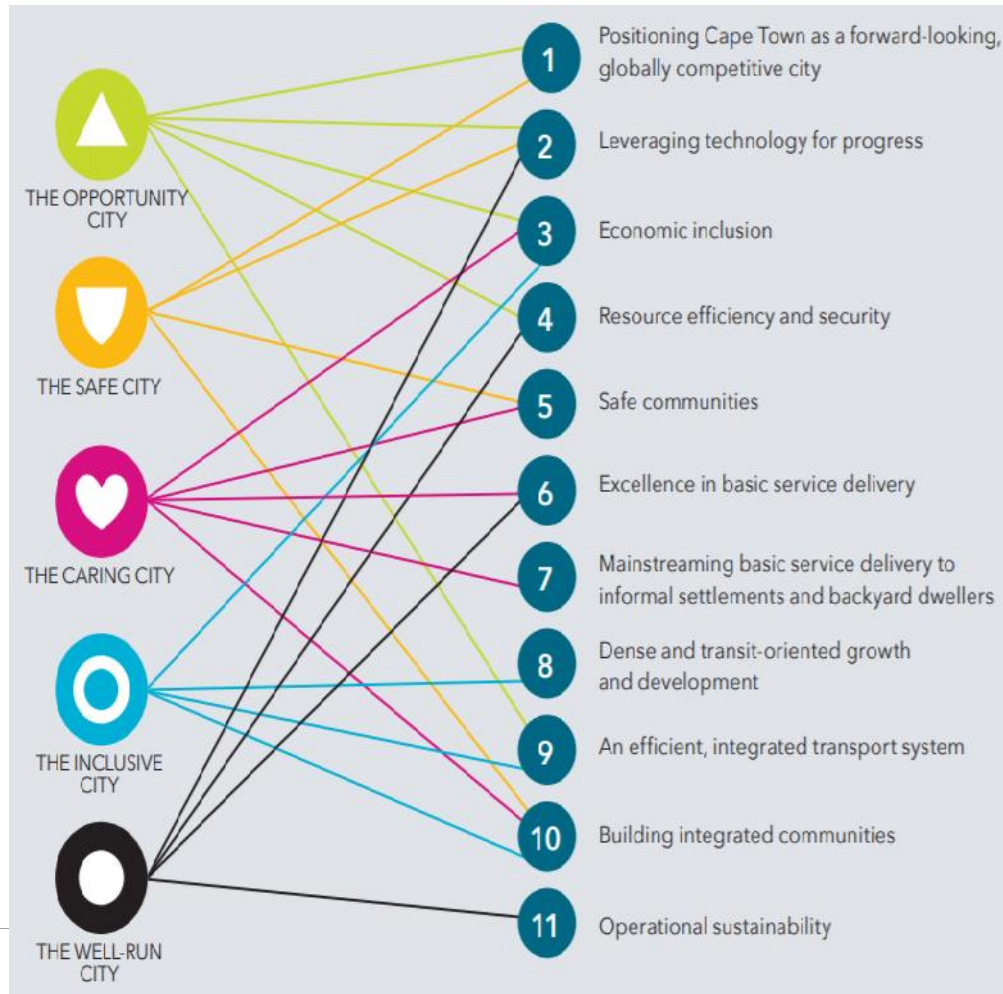 THE OPPORTUNITY
CITY
THE SAFE CITY
THE CARING CITY
THE INCLUSIVE
CITY
THE WELL-RUN
CITY
1
Positioning Cape Town as a forward-looking,
globally competitive city
2
Leveraging technology for progress
3
Economic inclusion
4
Resource efficiency and security
5
Safe communities
6
Excellence in basic service delivery
7
Mainstreaming basic service delivery to
informal settlements and backyard dwellers
8
Dense and transit-oriented growth
and development
9
An efficient, integrated transport system
10
Building integrated communities
11
Operational sustainability